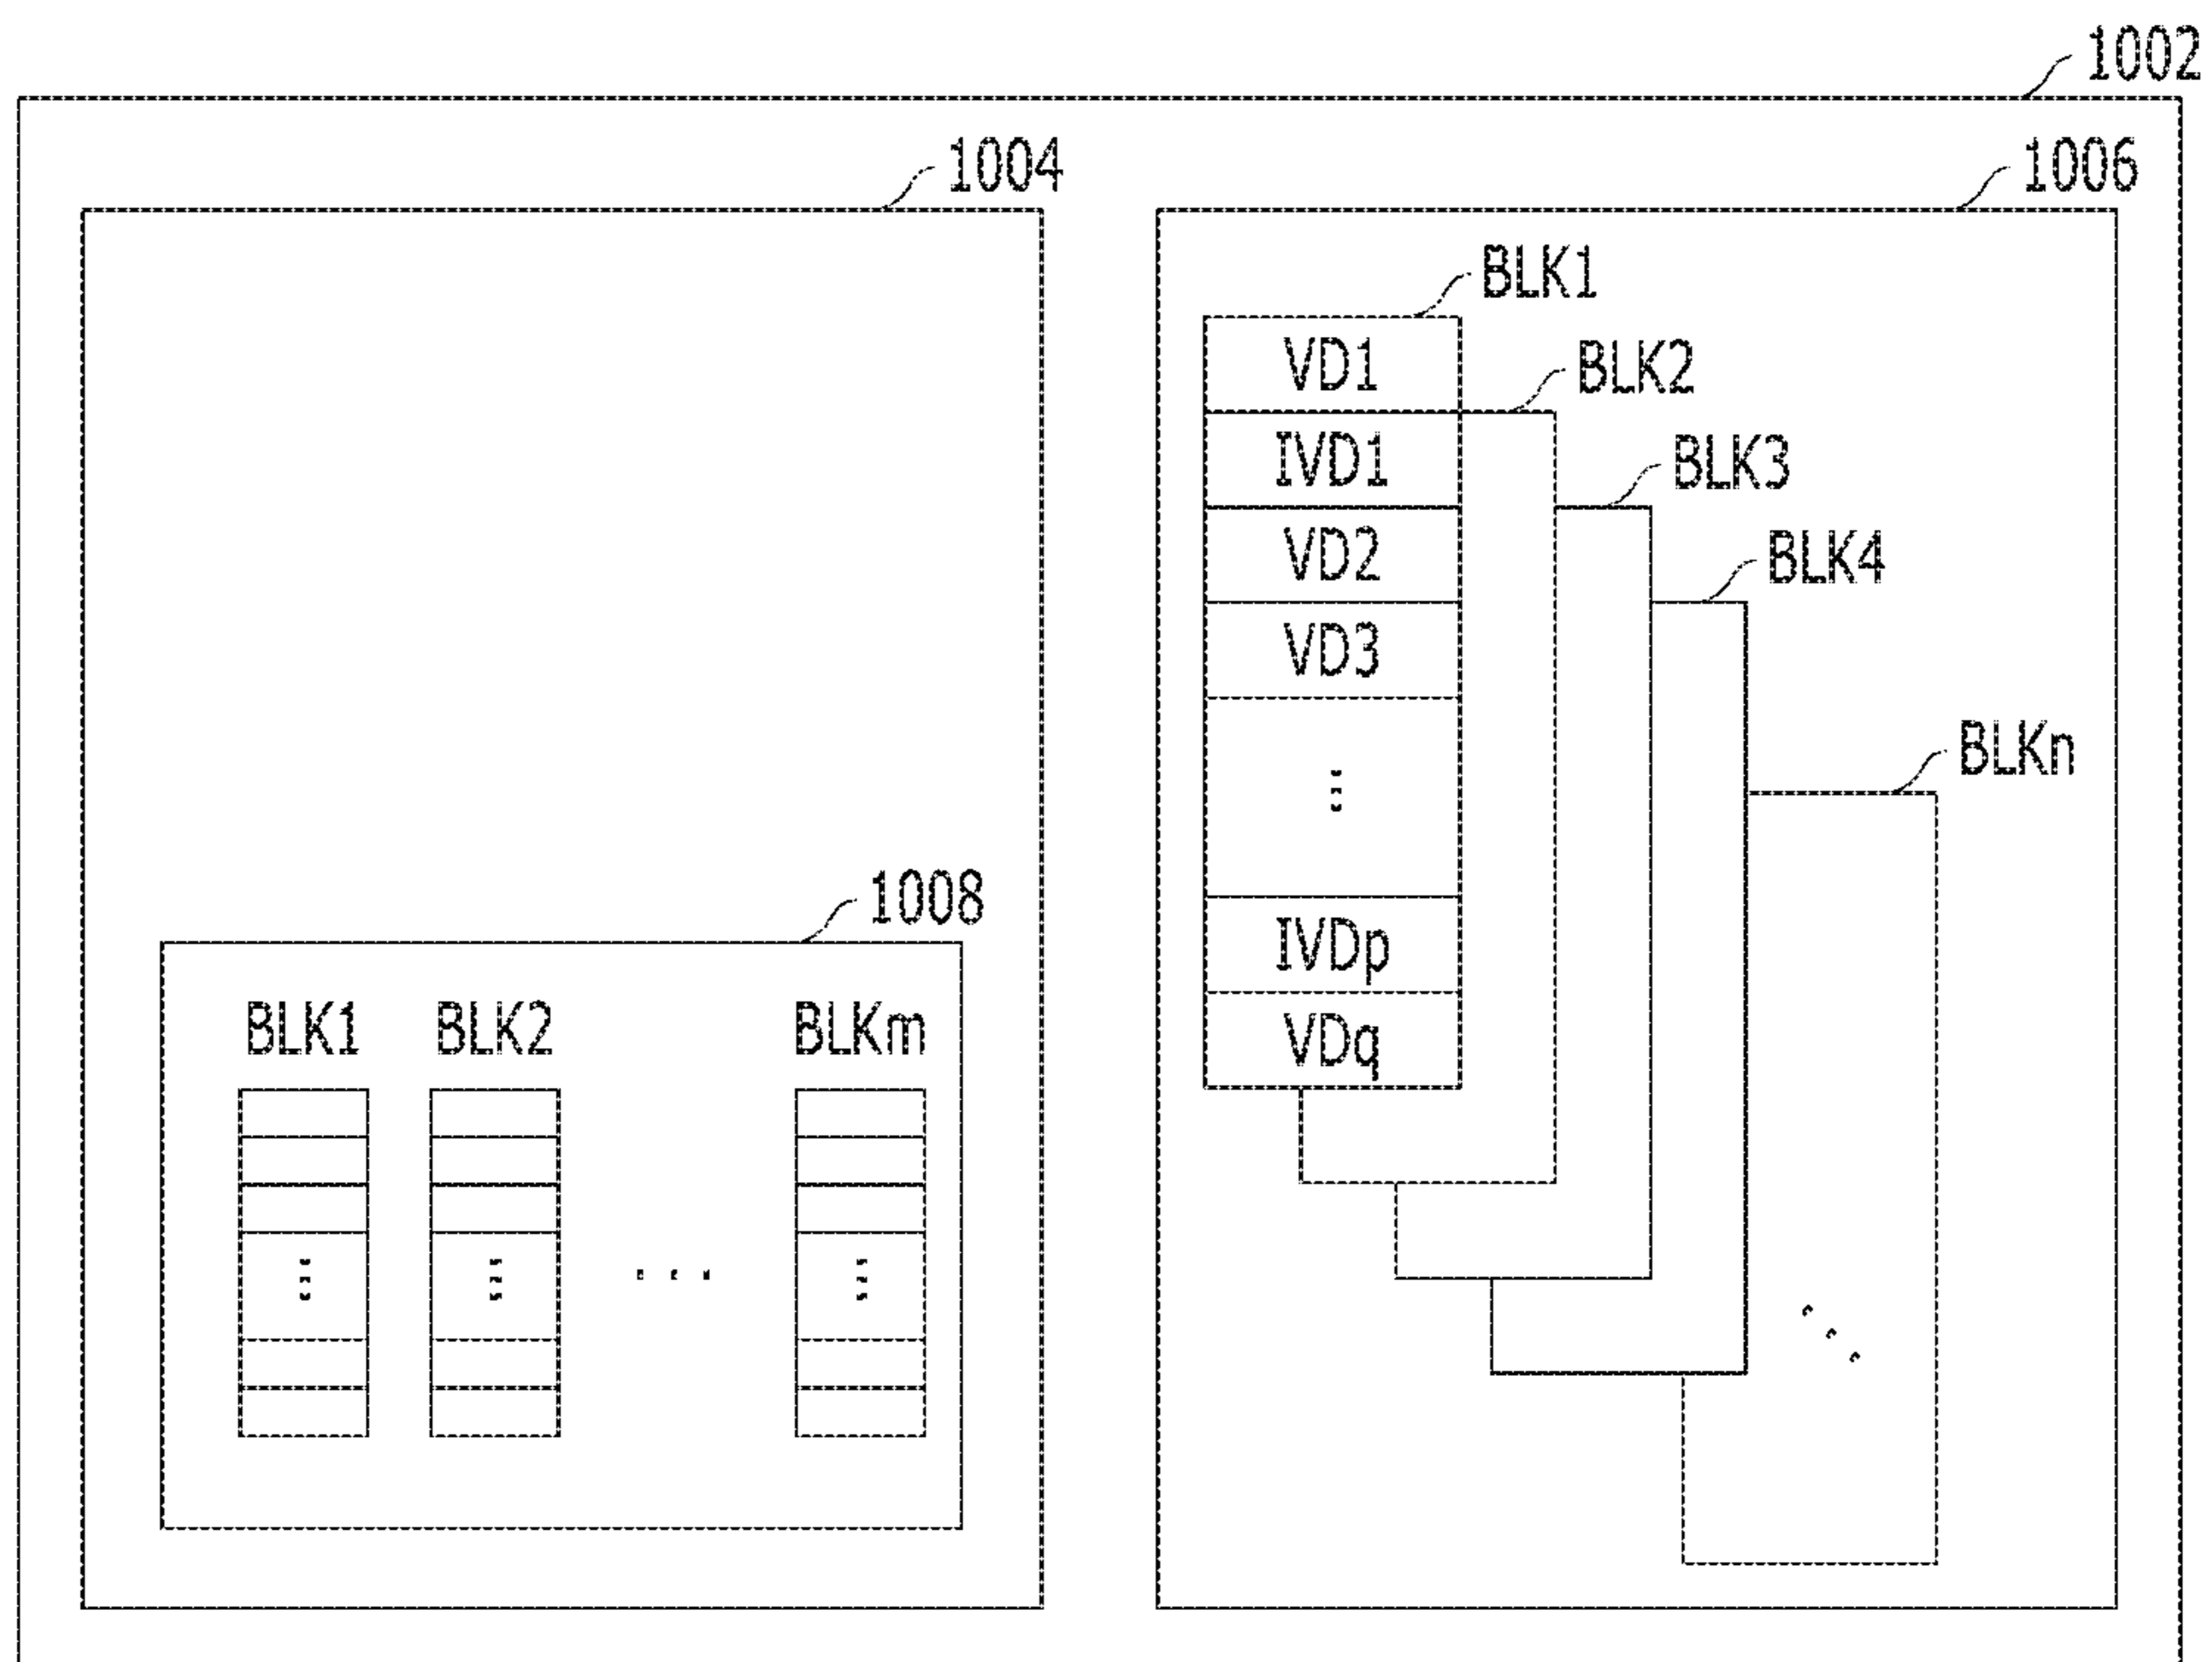 1002
1004
1006
BLK1
VD1
BLK2
IVD1
BLK3
VD2
BLK4
VD3
BLKn
IVDp
VDq
1008
BLK1 BLK2 BLKm